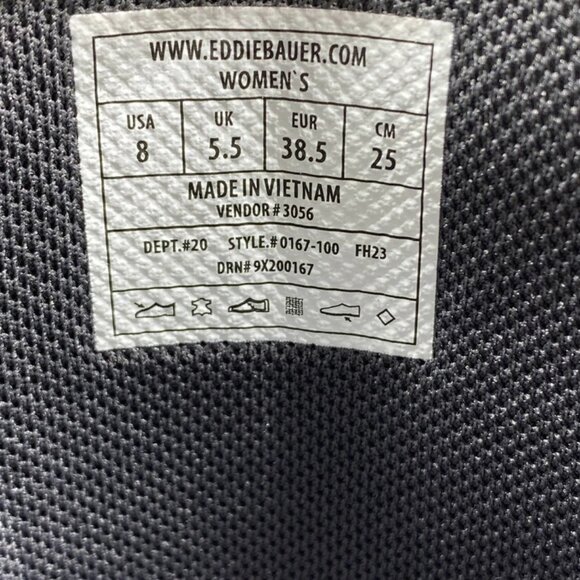 WWW.EDDIEBAUER.COM
WOMEN`S
USA UK EUR CM
8 5.5 38.5 25
MADE IN VIETNAM
VENDOR #3056
DEPT.#20 STYLE.# 0167-100 FH23
DRN# 9X200167